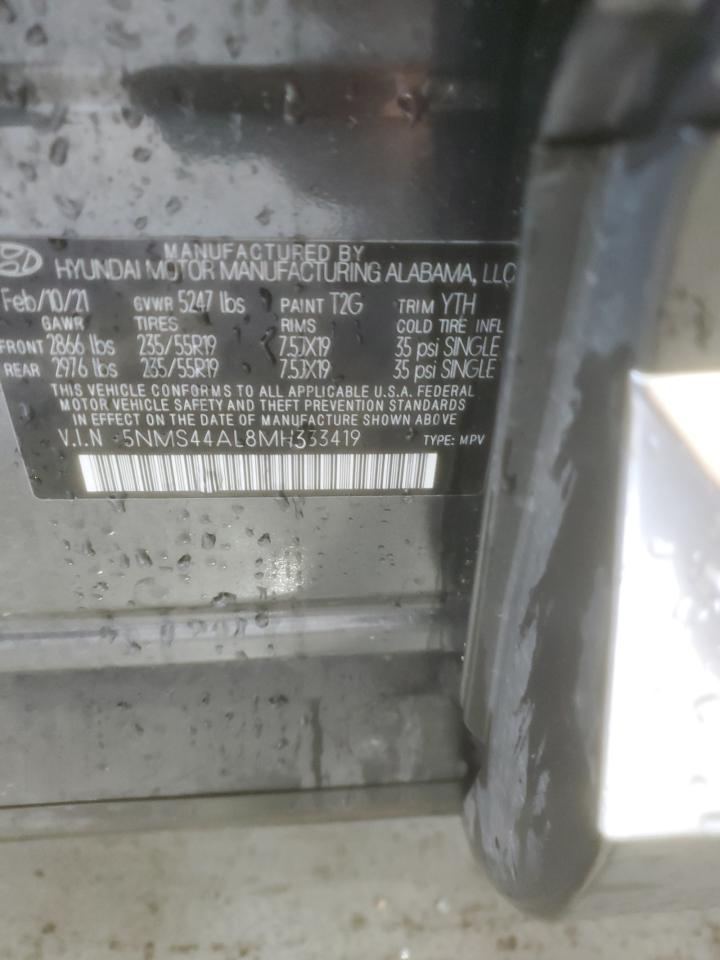 MANUFACTURED BY
HYUNDAI MOTOR MANUFACTURING ALABAMA, LLC
Feb/10/21 GVWR 5247 lbs PAINT T2G TRIM YTH
GAWR TIRES RIMS COLD TIRE INFL
FRONT 2866 lbs 235/55R19 7.5JX19 35 psi SINGLE
REAR 2976 lbs 235/55R19 7.5JX19 35 psi SINGLE
THIS VEHICLE CONFORMS TO ALL APPLICABLE U.S.A. FEDERAL
MOTOR VEHICLE SAFETY AND THEFT PREVENTION STANDARDS
IN EFFECT ON THE DATE OF MANUFACTURE SHOWN ABOVE
V.I.N 5NMS44AL8MH333419 TYPE: MPV